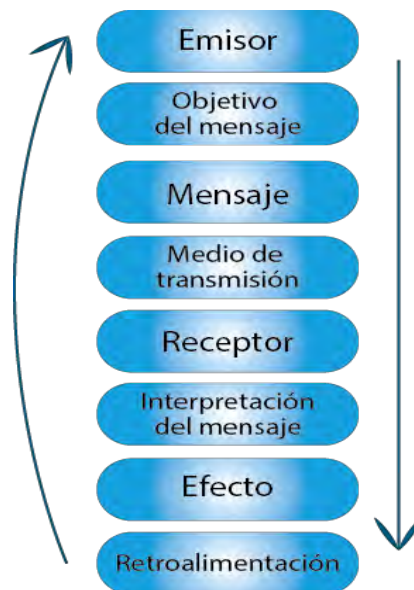 Emisor
Objetivo
del mensaje
Mensaje
Medio de
transmisión
Receptor
Interpretación
del mensaje
Efecto
Retroalimentación